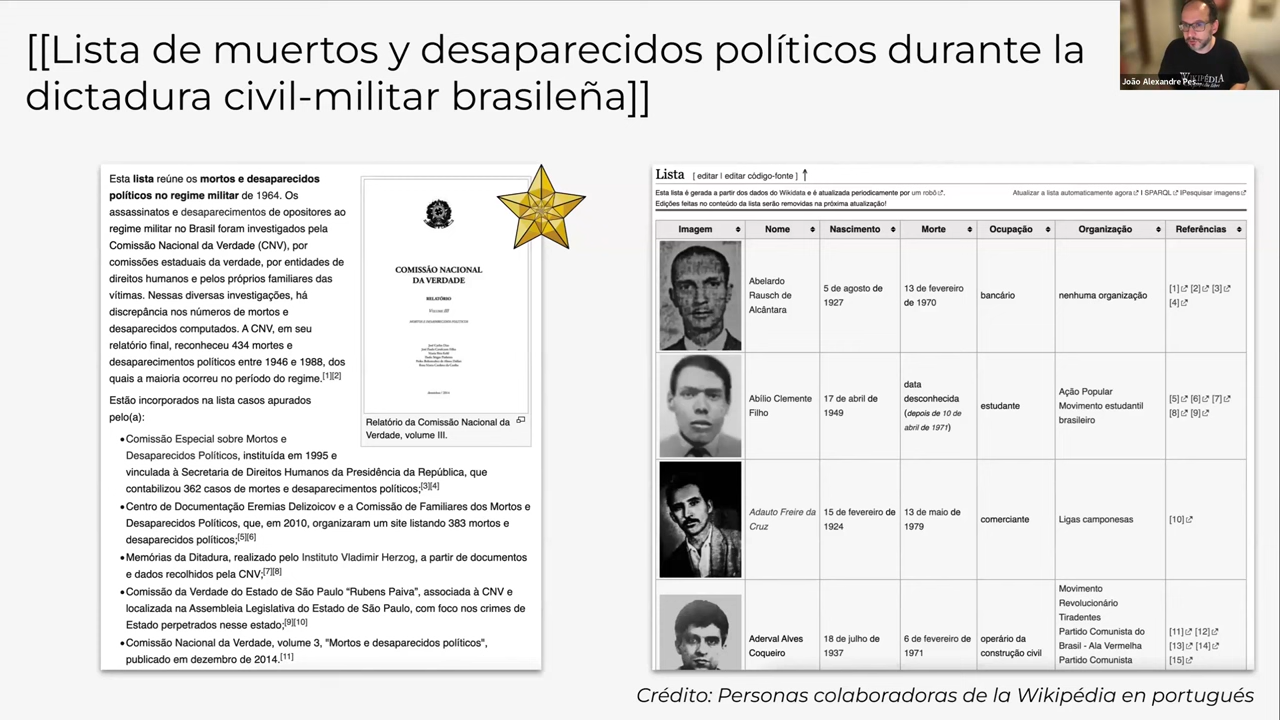 [[Lista de muertos y desaparecidos políticos durante la
dictadura civil-militar brasileña]]
João Alexandre Pes...
WIKIPÉDIA
Esta lista reúne os mortos e desaparecidos
políticos no regime militar de 1964. Os
assassinatos e desaparecimentos de opositores ao
regime militar no Brasil foram investigados pela
Comissão Nacional da Verdade (CNV), por
comissões estaduais da verdade, por entidades de
direitos humanos e pelos próprios familiares das
vítimas. Nessas diversas investigações, há
discrepância nos números de mortos e
desaparecidos computados. A CNV, em seu
relatório final, reconheceu 434 mortes e
desaparecimentos políticos entre 1946 e 1988, dos
quais a maioria ocorreu no período do regime.[1][2]
Estão incorporados na lista casos apurados
pelo(a):
•Comissão Especial sobre Mortos e
Desaparecidos Políticos, instituída em 1995 e
vinculada à Secretaria de Direitos Humanos da Presidência da República, que
contabilizou 362 casos de mortes e desaparecimentos políticos;[3][4]
•Centro de Documentação Eremias Delizoicov e a Comissão de Familiares dos Mortos e
Desaparecidos Políticos, que, em 2010, organizaram um site listando 383 mortos e
desaparecidos políticos;[5][6]
•Memórias da Ditadura, realizado pelo Instituto Vladimir Herzog, a partir de documentos
e dados recolhidos pela CNV;[7][8]
•Comissão da Verdade do Estado de São Paulo “Rubens Paiva”, associada à CNV e
localizada na Assembleia Legislativa do Estado de São Paulo, com foco nos crimes de
Estado perpetrados nesse estado;[9][10]
•Comissão Nacional da Verdade, volume 3, "Mortos e desaparecidos políticos",
publicado em dezembro de 2014.[11]
COMISSÃO NACIONAL
DA VERDADE
RELATÓRIO
VOLUME III
MORTOS E DESAPARECIDOS POLÍTICOS
dezembro / 2014
Relatório da Comissão Nacional da
Verdade, volume III.
Lista [ editar | editar código-fonte ] ↑
Esta lista é gerada a partir dos dados do Wikidata e é atualizada periodicamente por um robô. Atualizar a lista automaticamente agora | SPARQL | IPesquisar imagens
Edições feitas no conteúdo da lista serão removidas na próxima atualização!
Imagem Nome Nascimento Morte Ocupação Organização Referências
Abelardo
Rausch de
Alcântara
5 de agosto de
1927
13 de fevereiro
de 1970
bancário
nenhuma organização
[1] [2] [3]
[4]
Abílio Clemente
Filho
17 de abril de
1949
data
desconhecida
(depois de 10 de
abril de 1971)
estudante
Ação Popular
Movimento estudantil
brasileiro
[5] [6] [7]
[8] [9]
Adauto Freire da
Cruz
15 de fevereiro de
1924
13 de maio de
1979
comerciante
Ligas camponesas
[10]
Aderval Alves
Coqueiro
18 de julho de
1937
6 de fevereiro de
1971
operário da
construção civil
Movimento
Revolucionário
Tiradentes
Partido Comunista do
Brasil - Ala Vermelha
Partido Comunista
[11] [12]
[13] [14]
[15]
Crédito: Personas colaboradoras de la Wikipédia en portugués